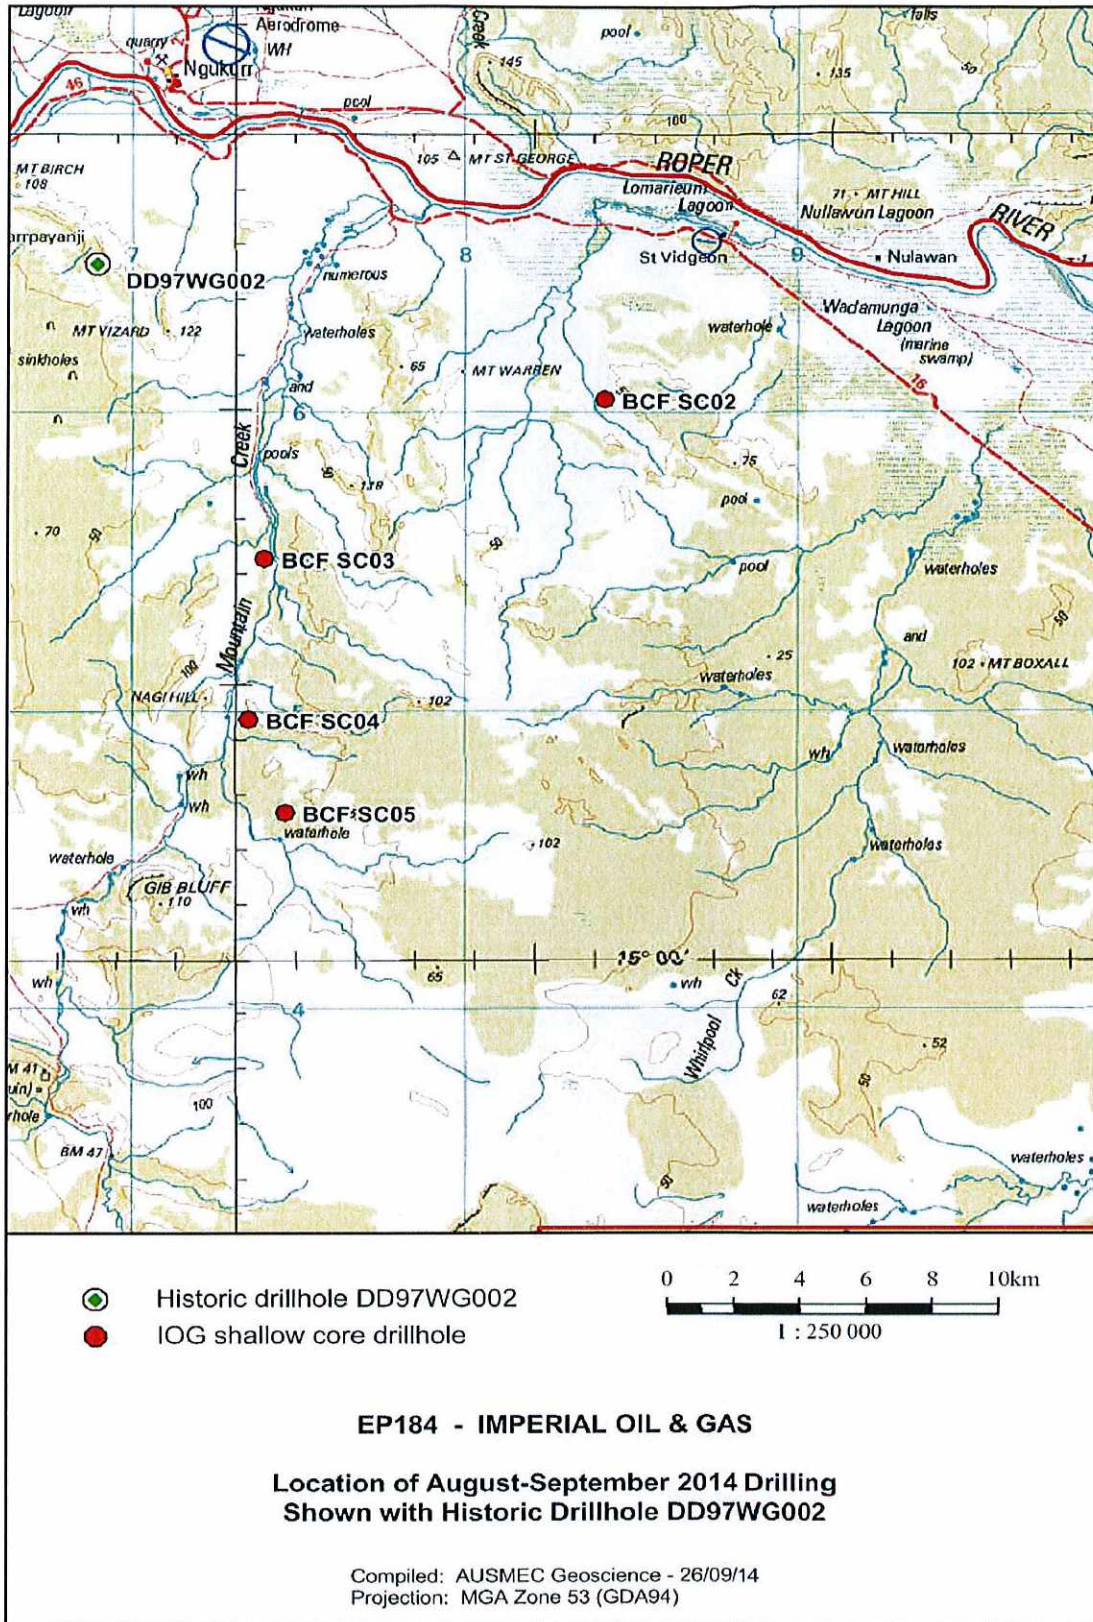 Lagoon
Aerodrome
WH
quarry
Ngukurr
Creek
145
pool
falls
135
50
46
2
pool
100
105 MT ST GEORGE
ROPER
MT BIRCH
108
Lomarieum
Lagoon
71 MT HILL
Nullawun Lagoon
RIVER
7
8
9
St Vidgeon
Nulawan
DD97WG002
numerous
MT VIZARD 122
waterholes
waterhole
Wadamunga
Lagoon
(marine
swamp)
sinkholes
65
MT WARREN
and
16
BCF SC02
6
Creek
pools
118
75
pool
70
50
50
BCF SC03
pool
waterholes
and
50
Mountain
100
25
102 MT BOXALL
NAGI HILL
102
waterholes
BCF SC04
wh
waterholes
wh
wh
BCF SC05
waterhole
102
waterholes
waterhole
GIB BLUFF
110
wh
15° 00'
wh
65
wh
Ck
62
4
Whirlpool
52
50
M 41
100
BM 47
50
waterholes
waterholes
0 2 4 6 8 10km
1 : 250 000
Historic drillhole DD97WG002
IOG shallow core drillhole
EP184 - IMPERIAL OIL & GAS
Location of August-September 2014 Drilling
Shown with Historic Drillhole DD97WG002
Compiled: AUSMEC Geoscience - 26/09/14
Projection: MGA Zone 53 (GDA94)